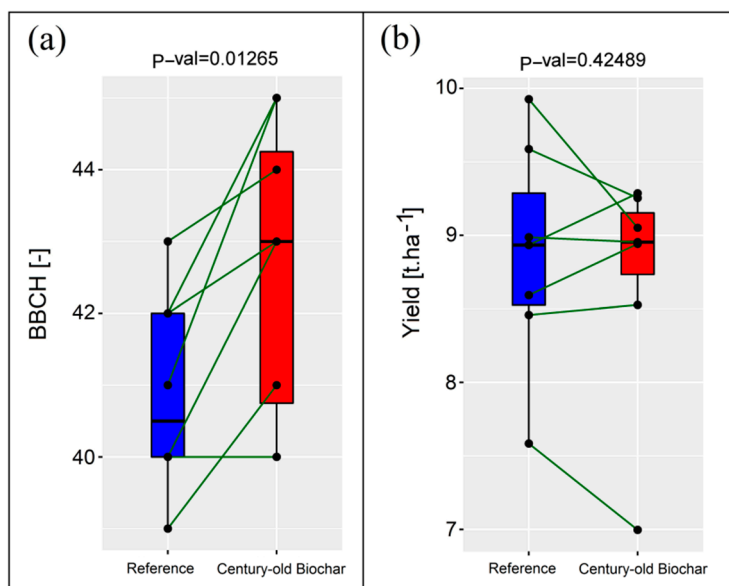 (a)
P-val=0.01265
BBCH [-]
44
42
40
Reference
Century-old Biochar
(b)
P-val=0.42489
Yield [t.ha⁻¹]
10
9
8
7
Reference
Century-old Biochar